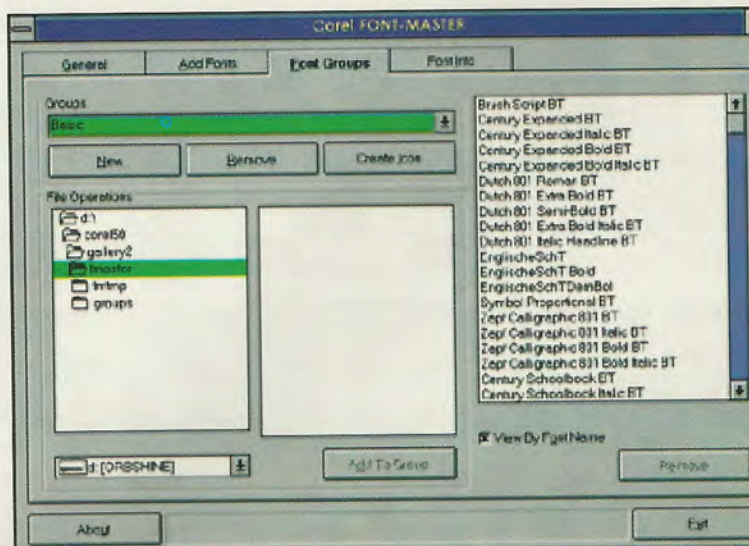 Corel FONT-MASTER
General
Add Fonts
Font Groups
Font Info
Groups
Basic
New
Remove
Create Icon
File Operations
d:\
corel50
gallery2
fmaster
fmtmp
groups
d: [ORBSHINE]
Add To Group
Brush Script BT
Century Expanded BT
Century Expanded Italic BT
Century Expanded Bold BT
Century Expanded Bold Italic BT
Dutch 801 Roman BT
Dutch 801 Extra Bold BT
Dutch 801 Semi-Bold BT
Dutch 801 Extra Bold Italic BT
Dutch 801 Italic Headline BT
EnglischeSchT
EnglischeSchT Bold
EnglischeSchTDemBol
Symbol Proportional BT
Zapf Calligraphic 801 BT
Zapf Calligraphic 801 Italic BT
Zapf Calligraphic 801 Bold BT
Zapf Calligraphic 801 Bold Italic BT
Century Schoolbook BT
Century Schoolbook Italic BT
View By Font Name
Remove
About
Exit